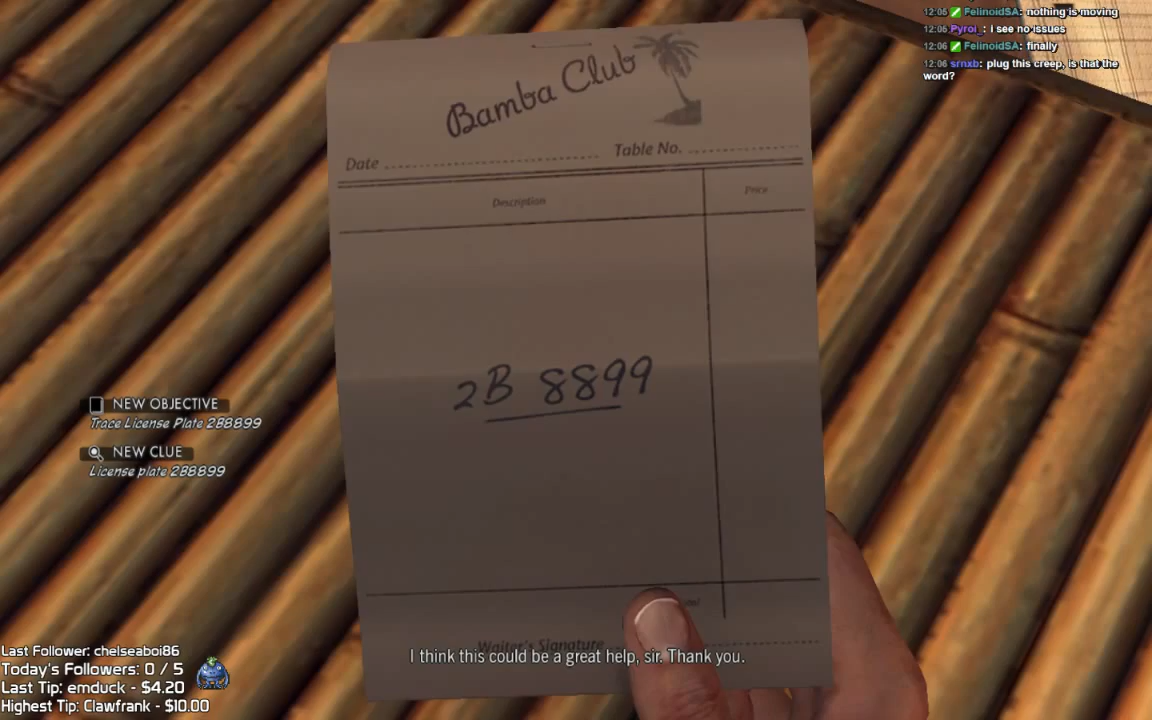 12:05 FelinoidSA: nothing is moving
12:06 Pyroi_: i see no issues
12:06 FelinoidSA: finally
12:06 srnxb: plug this creep, is that the
word?
Bamba Club
Date
Table No.
Description
Price
2B 8899
NEW OBJECTIVE
Trace License Plate 2B8899
NEW CLUE
License plate 2B8899
Waiter's Signature
I think this could be a great help, sir. Thank you.
Last Follower: chelseaboi86
Today's Followers: 0 / 5
Last Tip: emduck - $4.20
Highest Tip: Clawfrank - $10.00